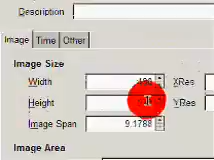 Description
Image Time Other
Image Size
Width XRes
Height YRes
Image Span 9.1788
Image Area